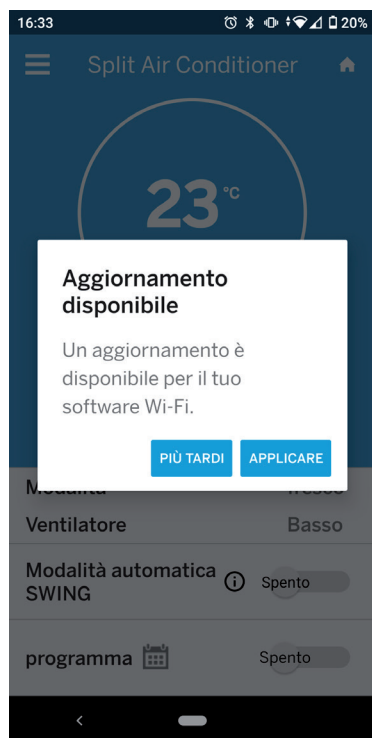 16:33 20%
Split Air Conditioner
23 °C
Aggiornamento
disponibile
Un aggiornamento è
disponibile per il tuo
software Wi-Fi.
PIÙ TARDI APPLICARE
Ventilatore Basso
Modalità automatica
SWING Spento
programma Spento